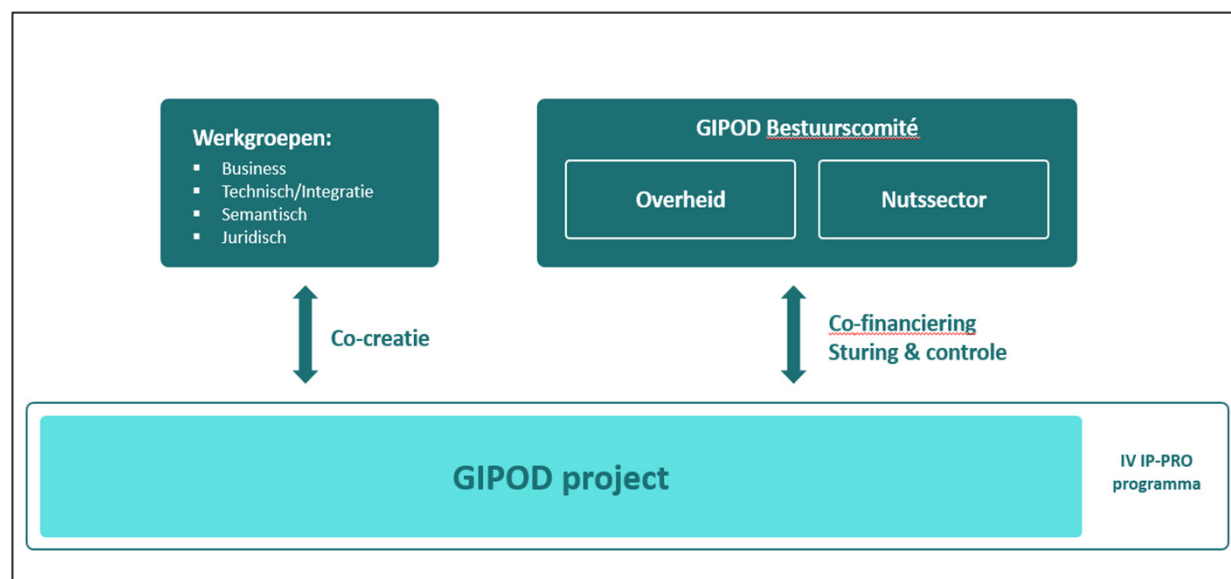 Werkgroepen:
▪ Business
▪ Technisch/Integratie
▪ Semantisch
▪ Juridisch
GIPOD Bestuurscomité
Overheid
Nutssector
Co-creatie
Co-financiering
Sturing & controle
GIPOD project
IV IP-PRO
programma